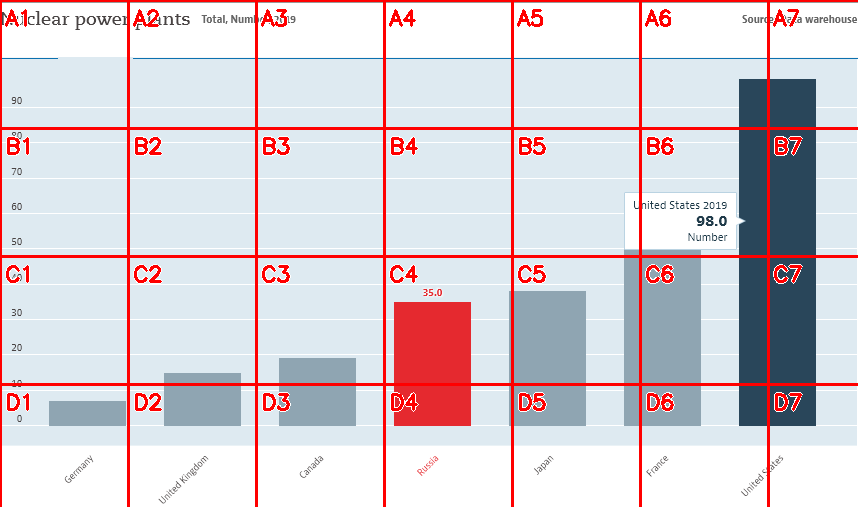 Nuclear power plants
Total, Number, 2019
Source: Data warehouse
A1 A2 A3 A4 A5 A6 A7
90
80
B1 B2 B3 B4 B5 B6 B7
70
60
United States 2019
98.0
Number
50
C1 C2 C3 C4 C5 C6 C7
40
35.0
30
20
10
D1 D2 D3 D4 D5 D6 D7
0
Germany
United Kingdom
Canada
Russia
Japan
France
United States